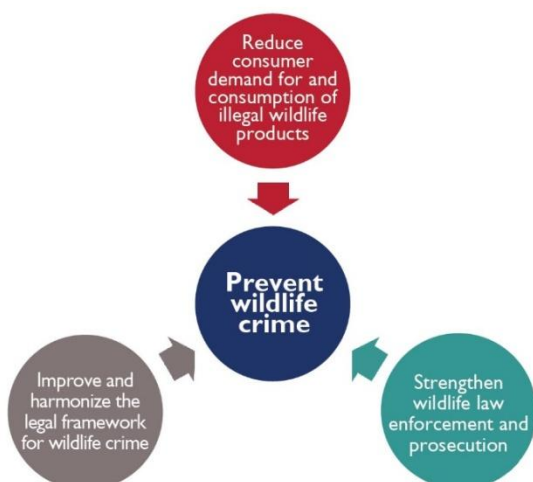 Reduce
consumer
demand for and
consumption of
illegal wildlife
products
Prevent
wildlife
crime
Improve and
harmonize the
legal framework
for wildlife crime
Strengthen
wildlife law
enforcement and
prosecution